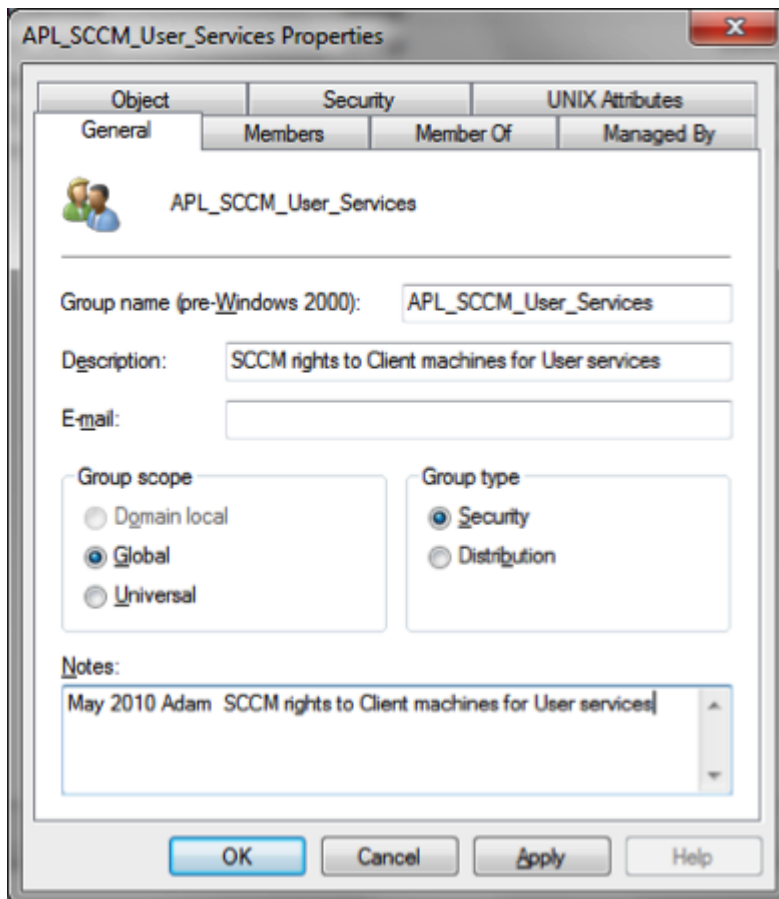 APL_SCCM_User_Services Properties
Object Security UNIX Attributes
General Members Member Of Managed By
APL_SCCM_User_Services
Group name (pre-Windows 2000): APL_SCCM_User_Services
Description: SCCM rights to Client machines for User services
E-mail:
Group scope Group type
Domain local Security
Global Distribution
Universal
Notes:
May 2010 Adam  SCCM rights to Client machines for User services
OK Cancel Apply Help